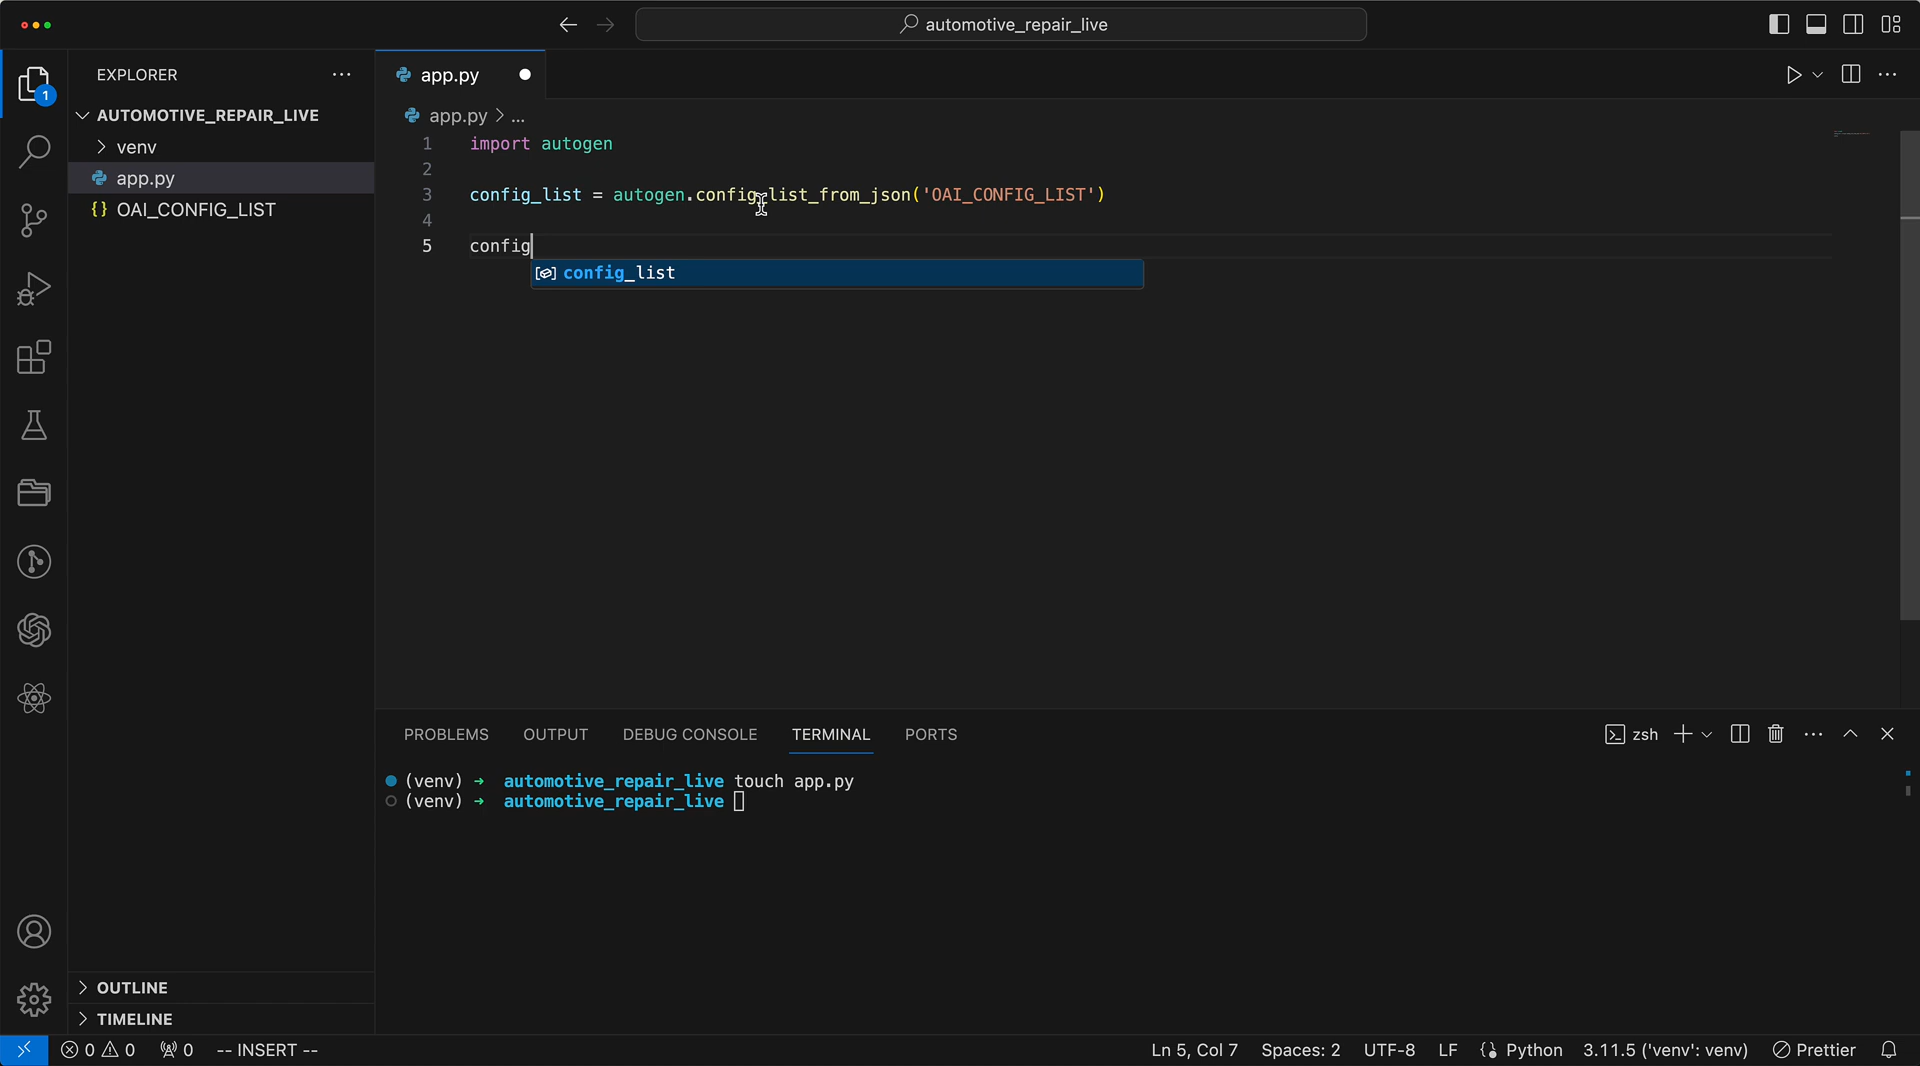 automotive_repair_live
EXPLORER
1
AUTOMOTIVE_REPAIR_LIVE
venv
app.py
OAI_CONFIG_LIST
OUTLINE
TIMELINE
app.py
app.py > ...
1 import autogen
2
3 config_list = autogen.config_list_from_json('OAI_CONFIG_LIST')
4
5 config
config_list
PROBLEMS OUTPUT DEBUG CONSOLE TERMINAL PORTS
zsh
(venv) → automotive_repair_live touch app.py
(venv) → automotive_repair_live
0 0 0 -- INSERT -- Ln 5, Col 7 Spaces: 2 UTF-8 LF Python 3.11.5 ('venv': venv) Prettier